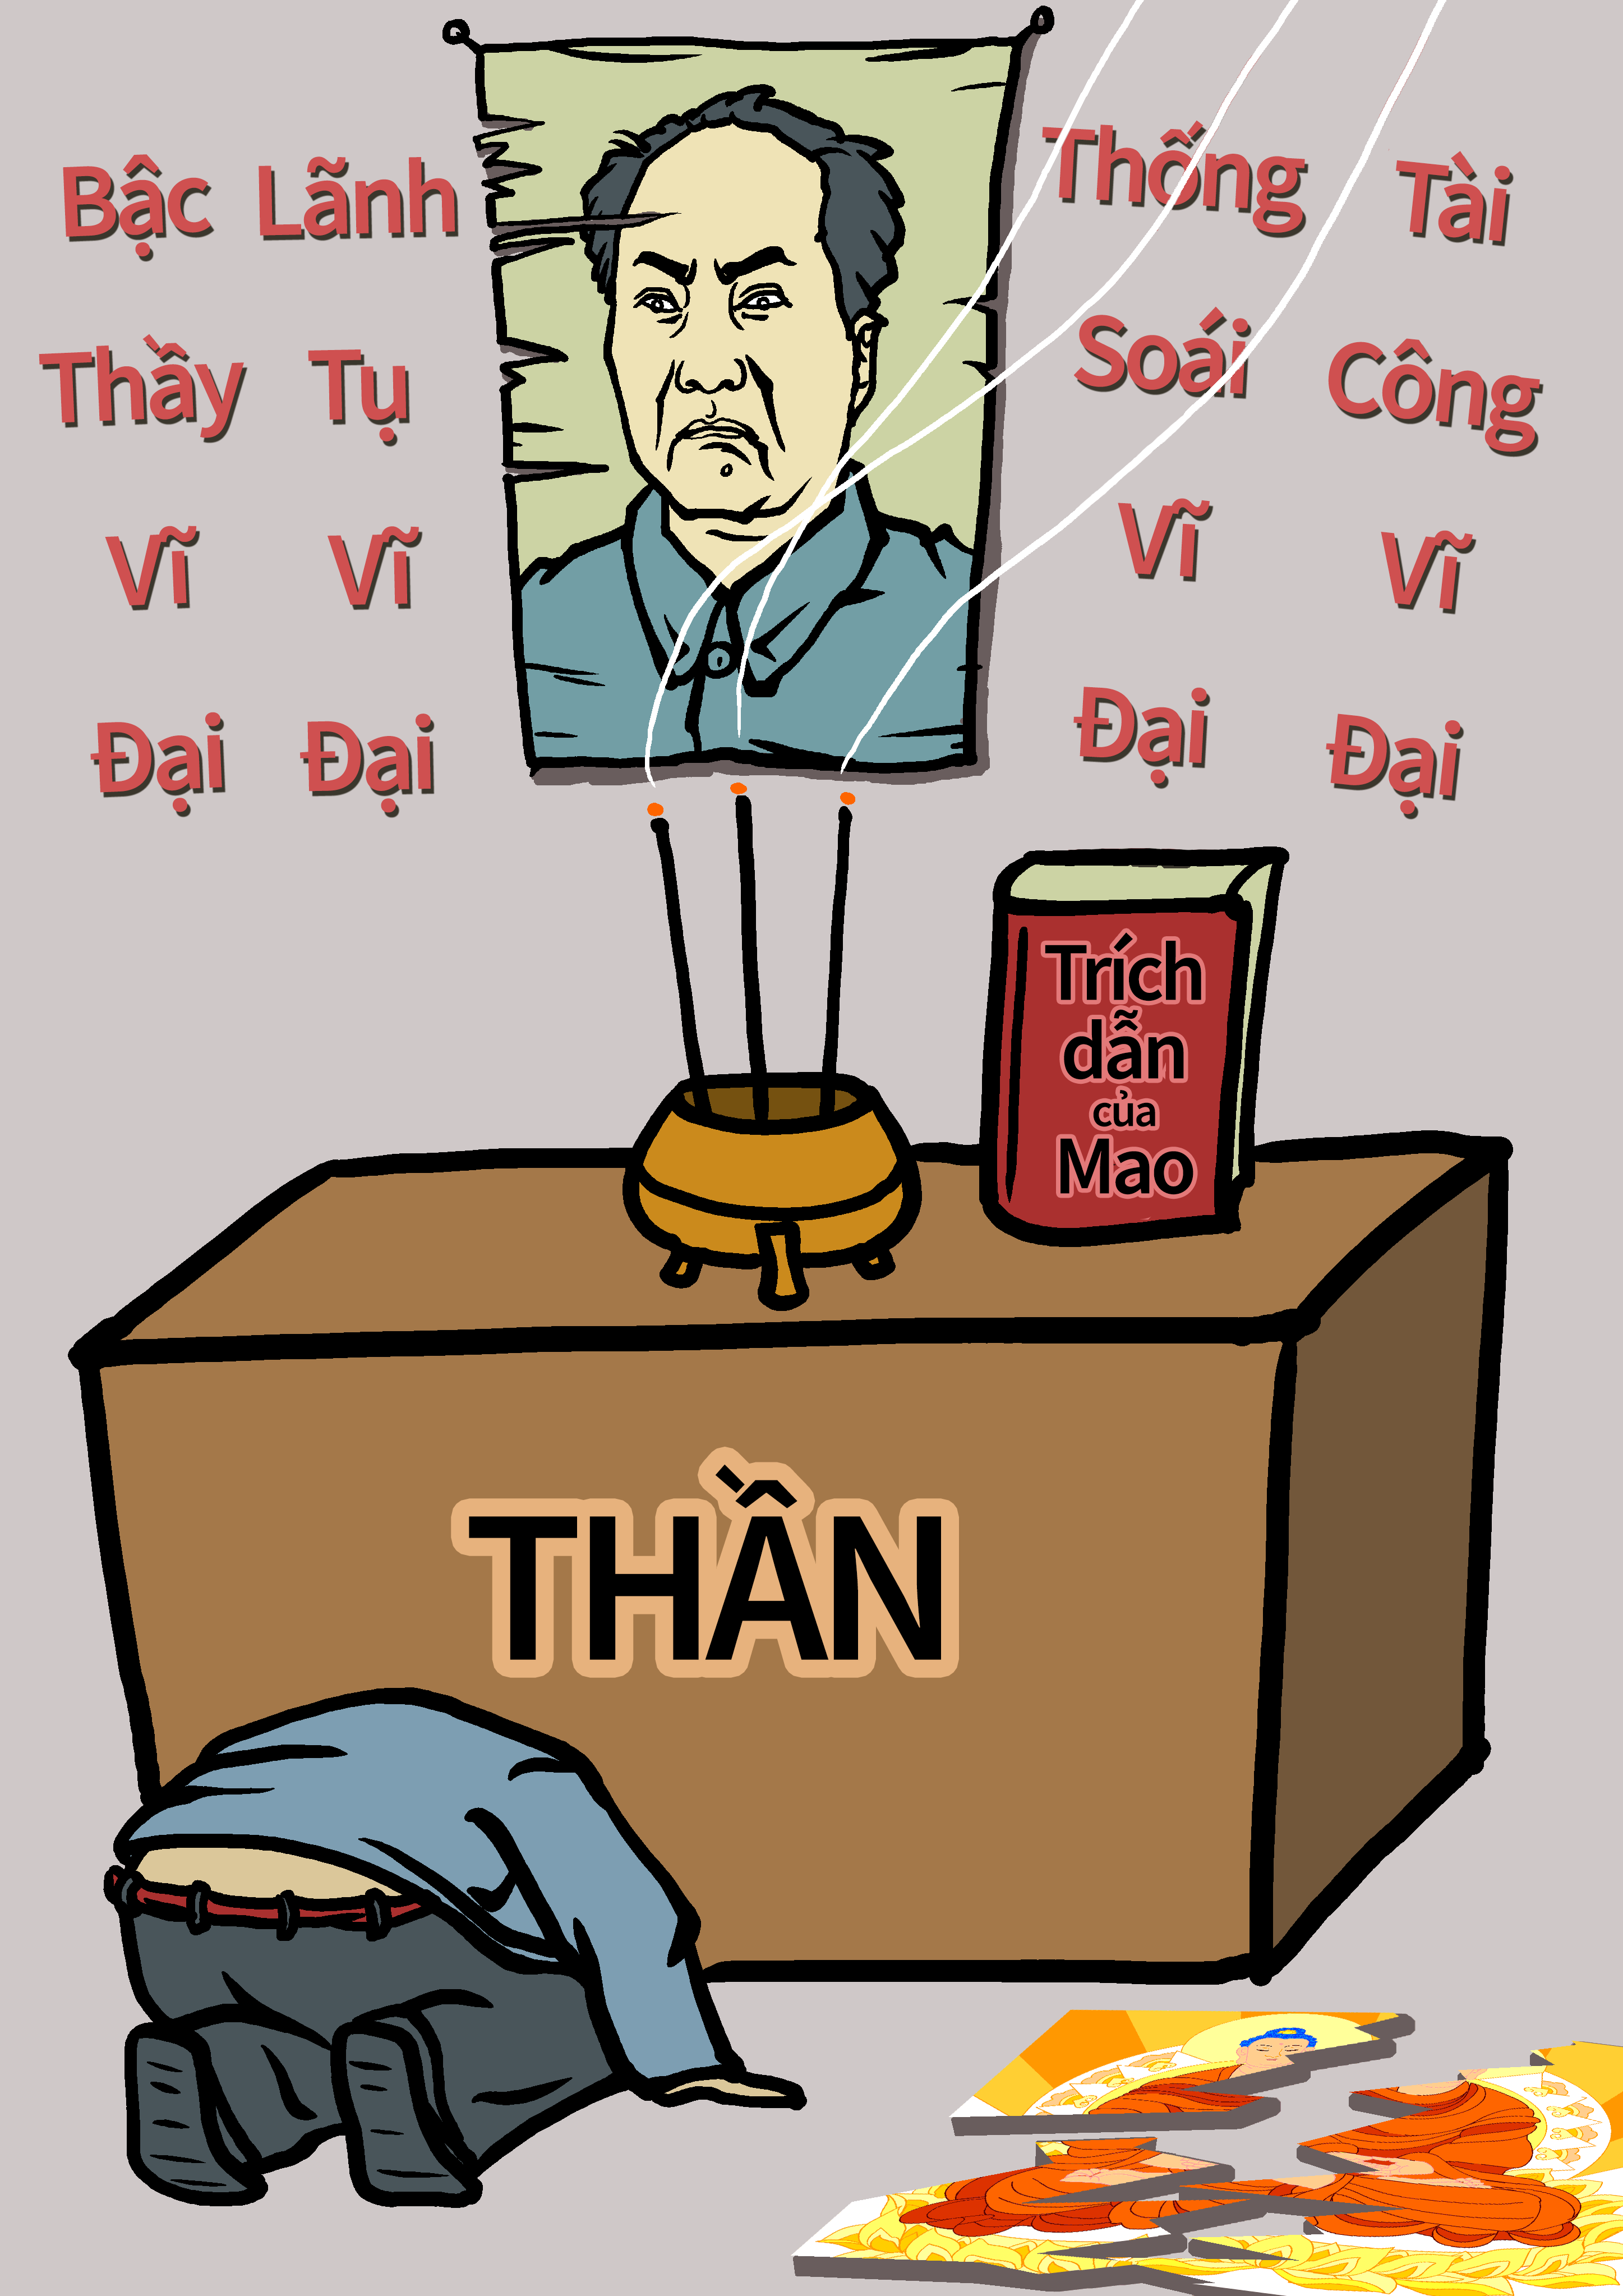 Bậc Thầy Vĩ Đại
Lãnh Tụ Vĩ Đại
Thống Soái Vĩ Đại
Tài Công Vĩ Đại
Trích
dẫn
của
Mao
THẦN